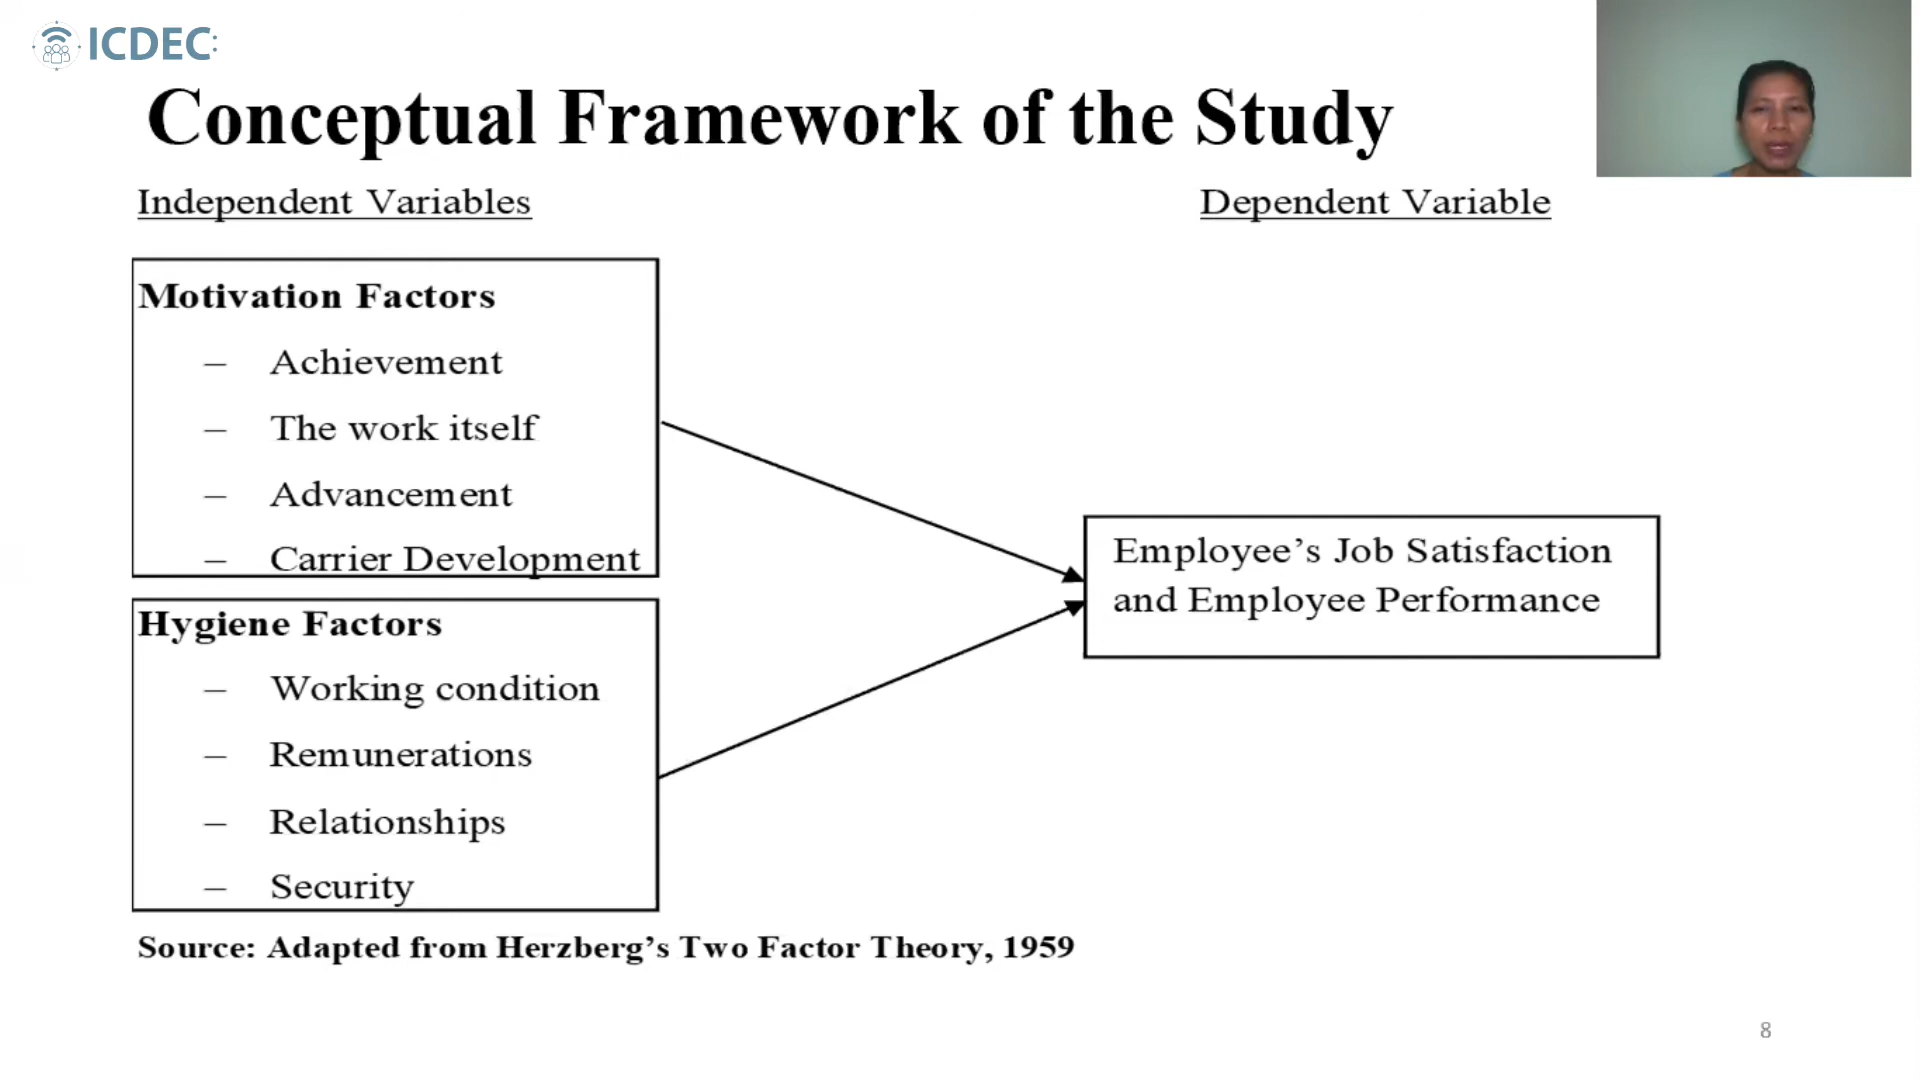 ICDEC:
Conceptual Framework of the Study
Independent Variables
Dependent Variable
Motivation Factors
– Achievement
– The work itself
– Advancement
– Carrier Development
Hygiene Factors
– Working condition
– Remunerations
– Relationships
– Security
Employee’s Job Satisfaction
and Employee Performance
Source: Adapted from Herzberg’s Two Factor Theory, 1959
8